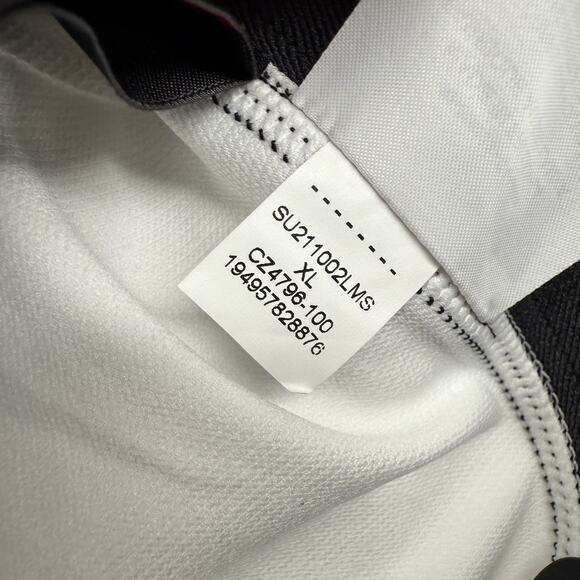 --------
SU211002LMS
XL
CZ4796-100
194957828876